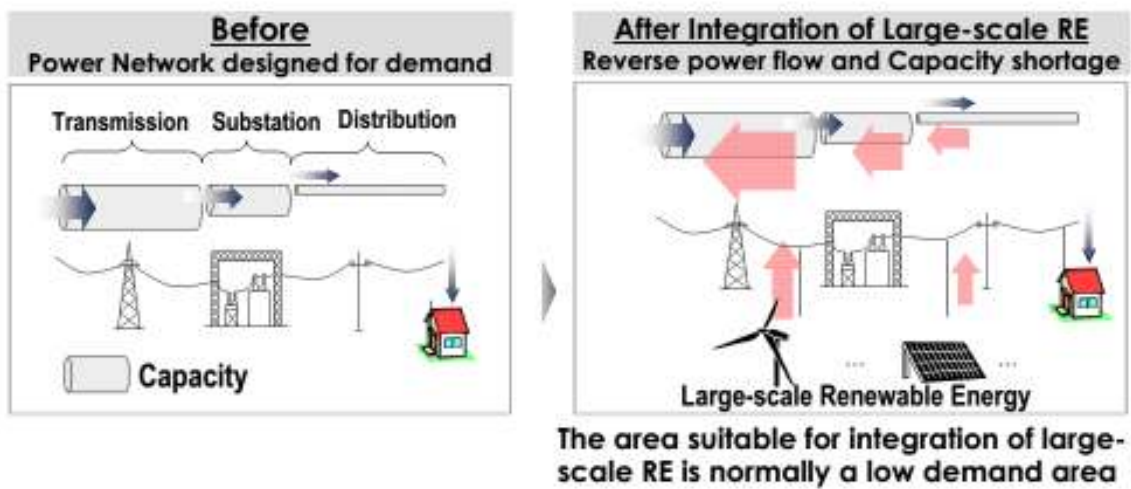 Before
Power Network designed for demand
Transmission Substation Distribution
Capacity
After Integration of Large-scale RE
Reverse power flow and Capacity shortage
... ...
Large-scale Renewable Energy
The area suitable for integration of large-
scale RE is normally a low demand area